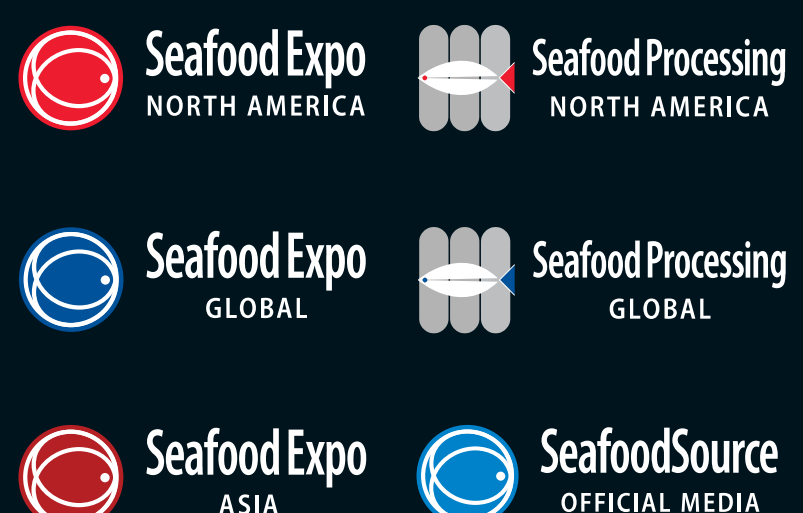 Seafood Expo
NORTH AMERICA
Seafood Processing
NORTH AMERICA
Seafood Expo
GLOBAL
Seafood Processing
GLOBAL
Seafood Expo
ASIA
SeafoodSource
OFFICIAL MEDIA